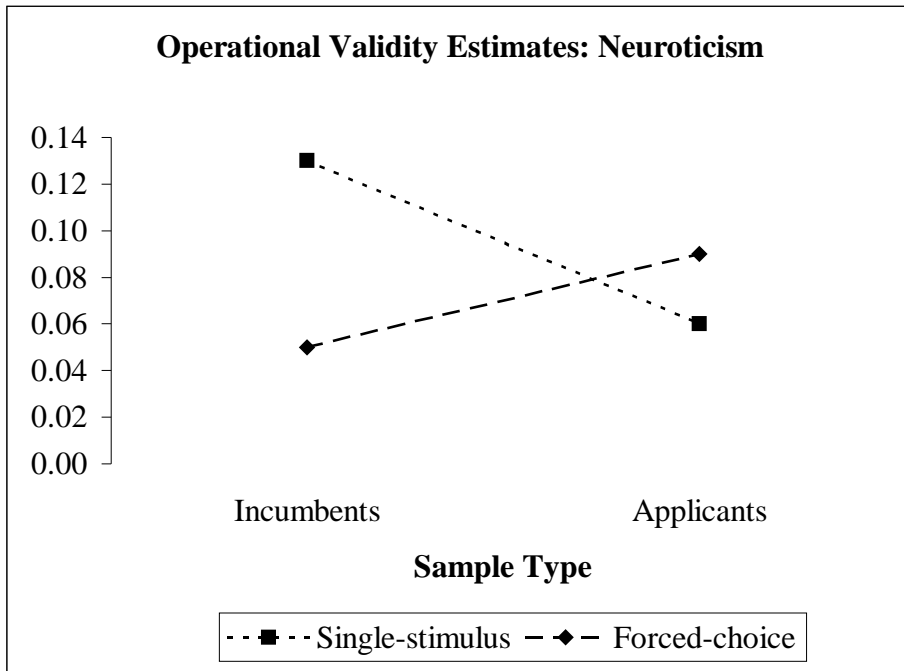 Operational Validity Estimates: Neuroticism
0.14
0.12
0.10
0.08
0.06
0.04
0.02
0.00
Incumbents Applicants
Sample Type
Single-stimulus Forced-choice